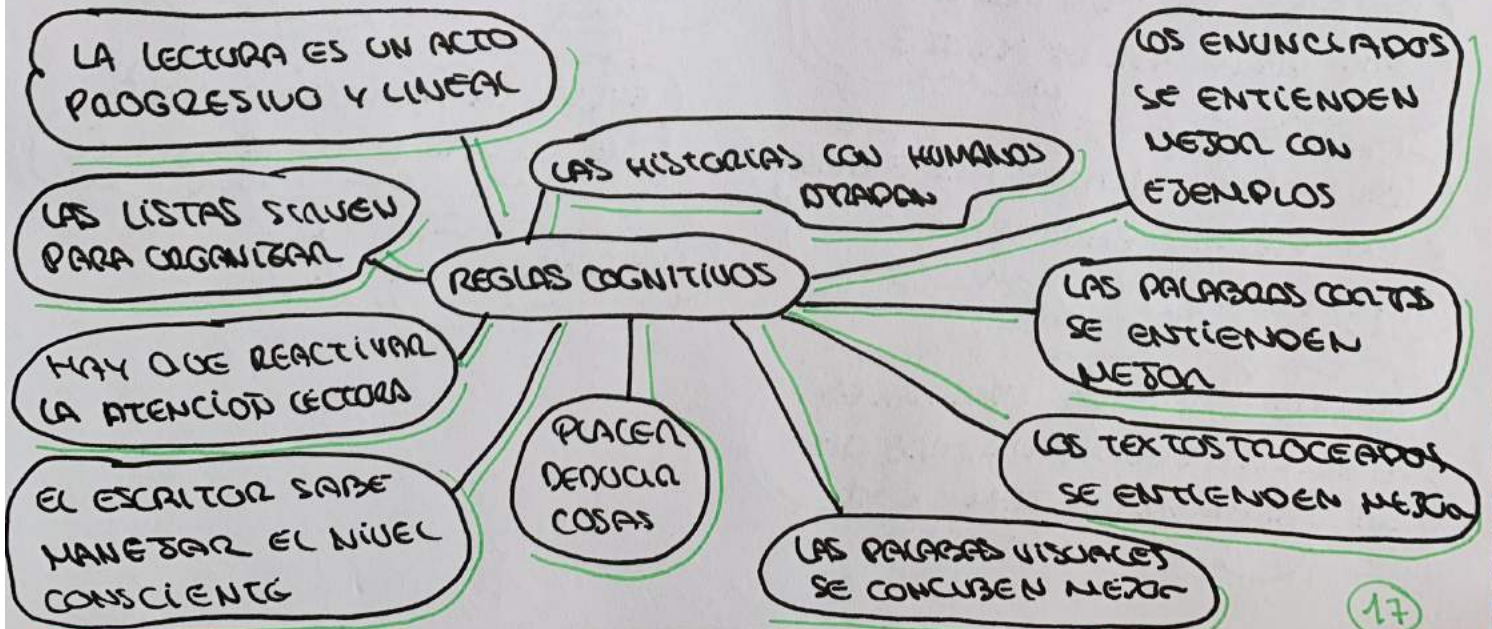 LA LECTURA ES UN ACTO
PROGRESIVO Y LINEAL
LAS HISTORIAS CON HUMANOS
ATRAPAN
LOS ENUNCIADOS
SE ENTIENDEN
MEJOR CON
EJEMPLOS
LAS LISTAS SIRVEN
PARA ORGANIZAR
REGLAS COGNITIVOS
LAS PALABRAS CORTAS
SE ENTIENDEN
MEJOR
HAY QUE REACTIVAR
LA ATENCIÓN LECTORA
PLACER
DEDUCIR
COSAS
LOS TEXTOS TROCEADOS
SE ENTIENDEN MEJOR
EL ESCRITOR SABE
MANEJAR EL NIVEL
CONSCIENTE
LAS PALABAS VISUALES
SE CONCIBEN MEJOR
17